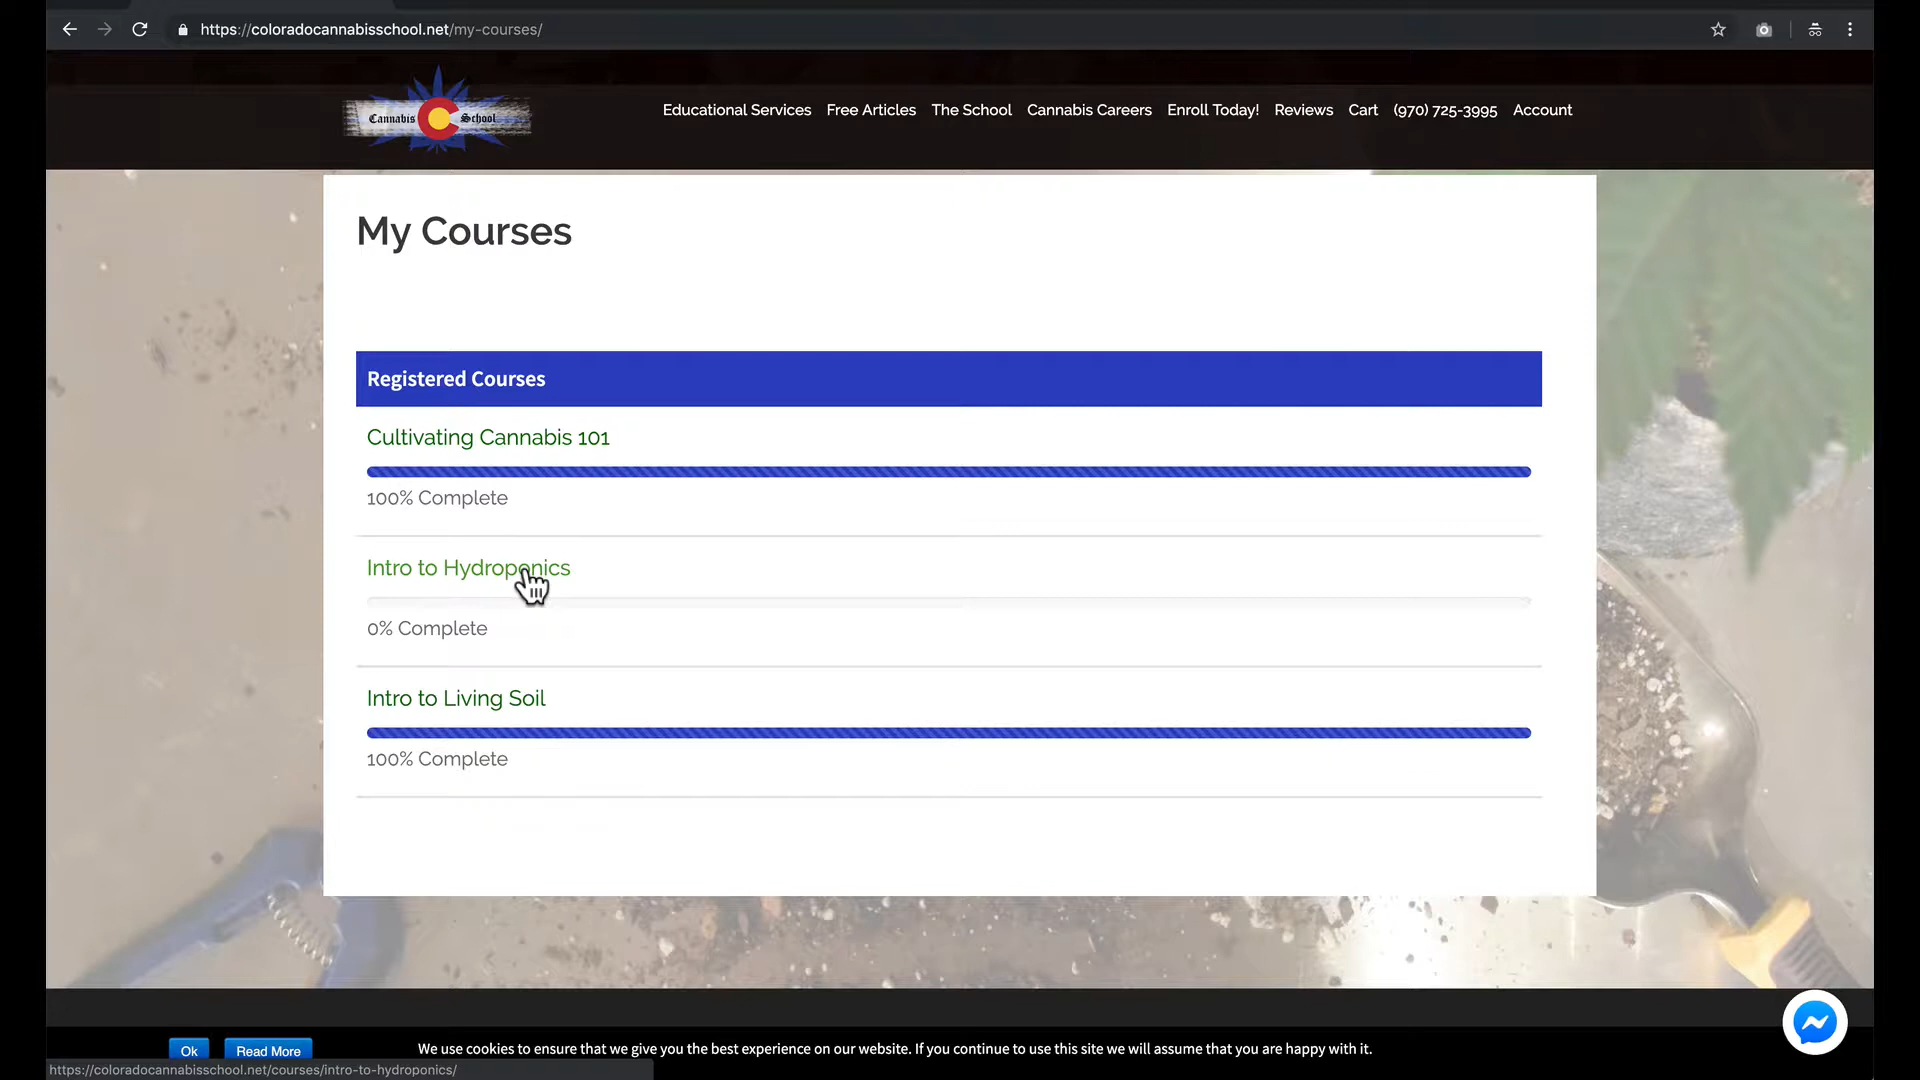 https://coloradocannabisschool.net/my-courses/
Cannabis School
Educational Services Free Articles The School Cannabis Careers Enroll Today! Reviews Cart (970) 725-3995 Account
My Courses
Registered Courses
Cultivating Cannabis 101
100% Complete
Intro to Hydroponics
0% Complete
Intro to Living Soil
100% Complete
Ok Read More We use cookies to ensure that we give you the best experience on our website. If you continue to use this site we will assume that you are happy with it.
https://coloradocannabisschool.net/courses/intro-to-hydroponics/